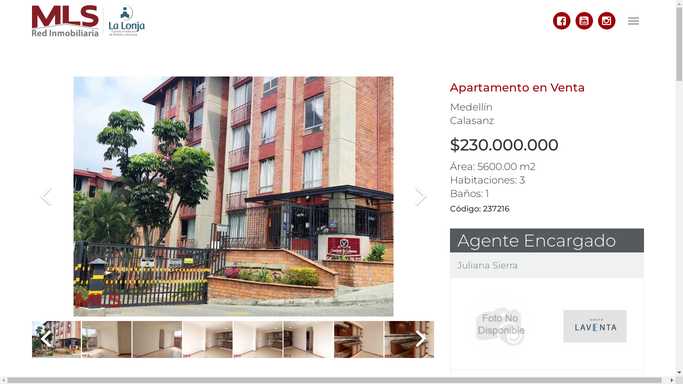 MLS
Red Inmobiliaria
La Lonja
Apartamento en Venta
Medellín
Calasanz
$230.000.000
Área: 5600.00 m2
Habitaciones: 3
Baños: 1
Código: 237216
Agente Encargado
Juliana Sierra
Foto No
Disponible
LAVENTA